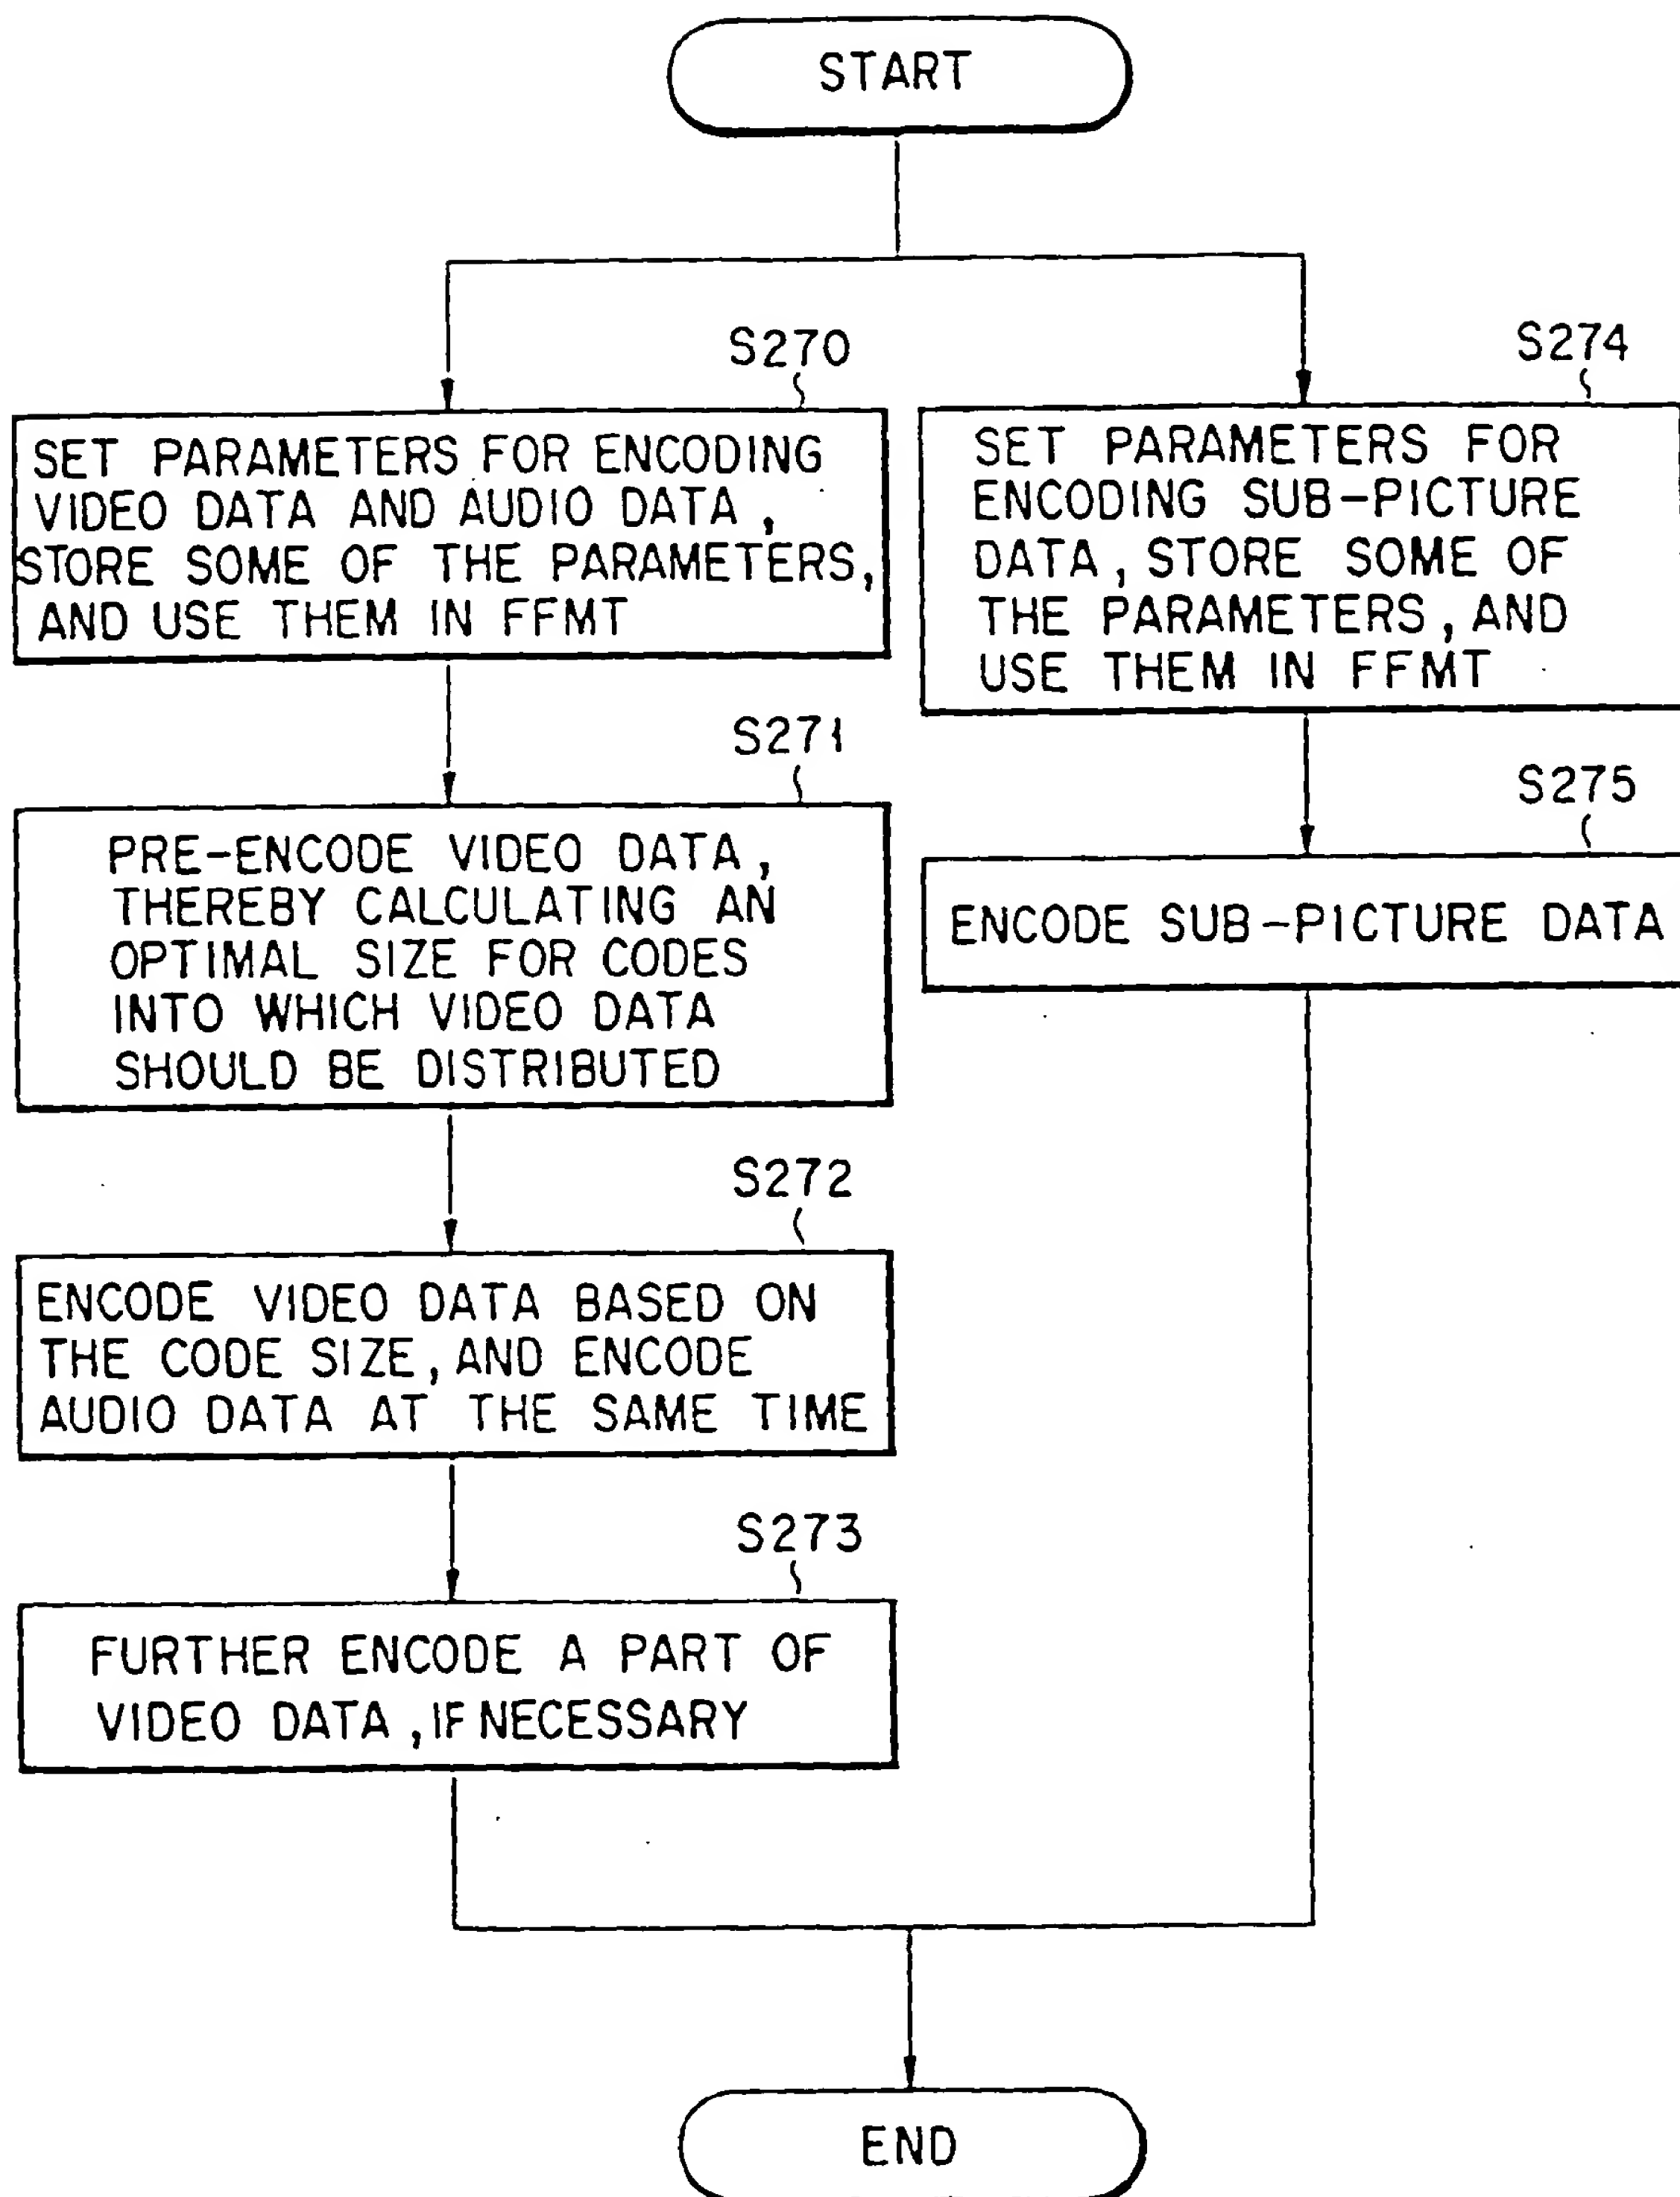 START
S270
SET PARAMETERS FOR ENCODING
VIDEO DATA AND AUDIO DATA,
STORE SOME OF THE PARAMETERS,
AND USE THEM IN FFMT
S271
PRE-ENCODE VIDEO DATA,
THEREBY CALCULATING AN
OPTIMAL SIZE FOR CODES
INTO WHICH VIDEO DATA
SHOULD BE DISTRIBUTED
S272
ENCODE VIDEO DATA BASED ON
THE CODE SIZE, AND ENCODE
AUDIO DATA AT THE SAME TIME
S273
FURTHER ENCODE A PART OF
VIDEO DATA, IF NECESSARY
S274
SET PARAMETERS FOR
ENCODING SUB-PICTURE
DATA, STORE SOME OF
THE PARAMETERS, AND
USE THEM IN FFMT
S275
ENCODE SUB-PICTURE DATA
END